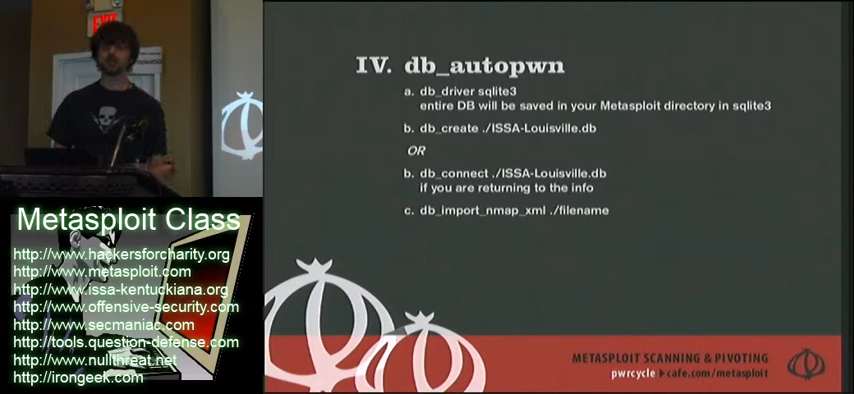 EXIT
IV. db_autopwn
a. db_driver sqlite3
entire DB will be saved in your Metasploit directory in sqlite3
b. db_create ./ISSA-Louisville.db
OR
b. db_connect ./ISSA-Louisville.db
if you are returning to the info
c. db_import_nmap_xml ./filename
METASPLOIT SCANNING & PIVOTING
pwrcycle cafe.com/metasploit
Metasploit Class
http://www.hackersforcharity.org
http://www.metasploit.com
http://www.issa-kentuckiana.org
http://www.offensive-security.com
http://www.secmaniac.com
http://tools.question-defense.com
http://www.nullthreat.net
http://irongeek.com